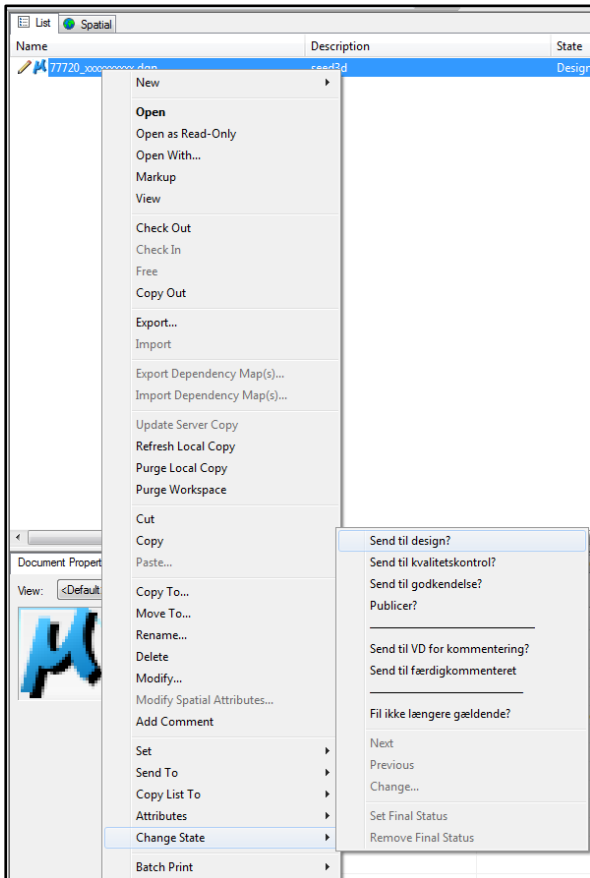 List Spatial
Name Description State
77720_xxxxxxxxxx.dgn seed3d Design
New
Open
Open as Read-Only
Open With...
Markup
View
Check Out
Check In
Free
Copy Out
Export...
Import
Export Dependency Map(s)...
Import Dependency Map(s)...
Update Server Copy
Refresh Local Copy
Purge Local Copy
Purge Workspace
Cut
Copy
Paste...
Copy To...
Move To...
Rename...
Delete
Modify...
Modify Spatial Attributes...
Add Comment
Set
Send To
Copy List To
Attributes
Change State
Batch Print
Send til design?
Send til kvalitetskontrol?
Send til godkendelse?
Publicer?
Send til VD for kommentering?
Send til færdigkommenteret
Fil ikke længere gældende?
Next
Previous
Change...
Set Final Status
Remove Final Status
Document Propert
View: <Default